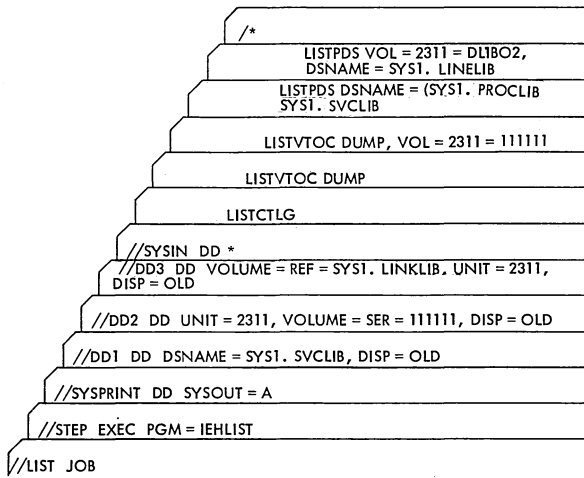 /*
LISTPDS VOL = 2311 = DL1BO2,
DSNAME = SYS1. LINELIB
LISTPDS DSNAME = (SYS1. PROCLIB
SYS1. SVCLIB
LISTVTOC DUMP, VOL = 2311 = 111111
LISTVTOC DUMP
LISTCTLG
//SYSIN DD *
//DD3 DD VOLUME = REF = SYS1. LINKLIB, UNIT = 2311,
DISP = OLD
//DD2 DD UNIT = 2311, VOLUME = SER = 111111, DISP = OLD
//DD1 DD DSNAME = SYS1. SVCLIB, DISP = OLD
//SYSPRINT DD SYSOUT = A
//STEP EXEC PGM = IEHLIST
//LIST JOB